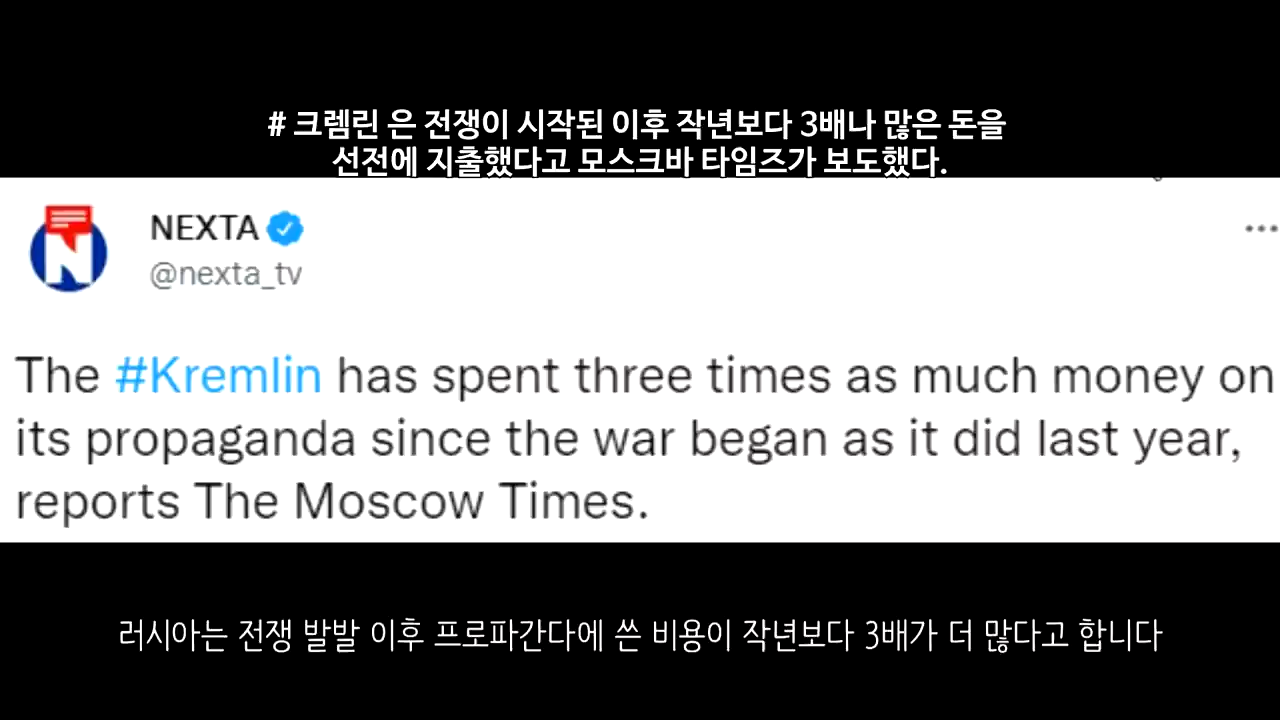 # 크렘린 은 전쟁이 시작된 이후 작년보다 3배나 많은 돈을
선전에 지출했다고 모스크바 타임즈가 보도했다.
NEXTA
@nexta_tv
The #Kremlin has spent three times as much money on
its propaganda since the war began as it did last year,
reports The Moscow Times.
러시아는 전쟁 발발 이후 프로파간다에 쓴 비용이 작년보다 3배가 더 많다고 합니다